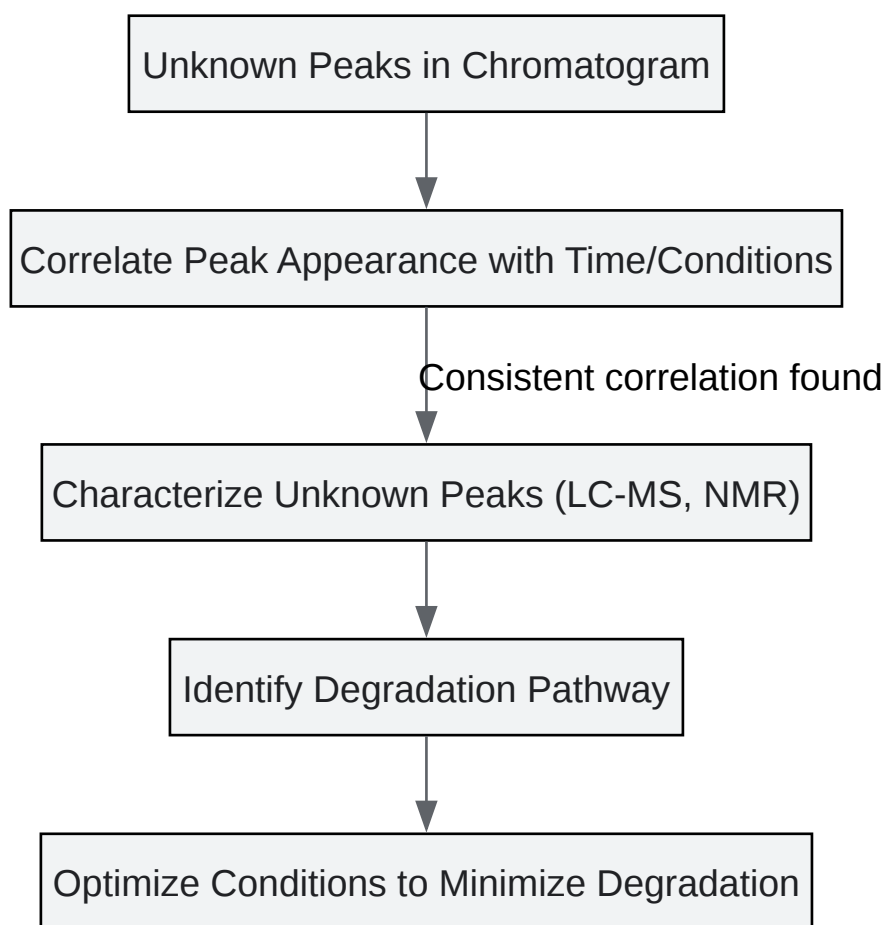 Unknown Peaks in Chromatogram
Correlate Peak Appearance with Time/Conditions
Consistent correlation found
Characterize Unknown Peaks (LC-MS, NMR)
Identify Degradation Pathway
Optimize Conditions to Minimize Degradation